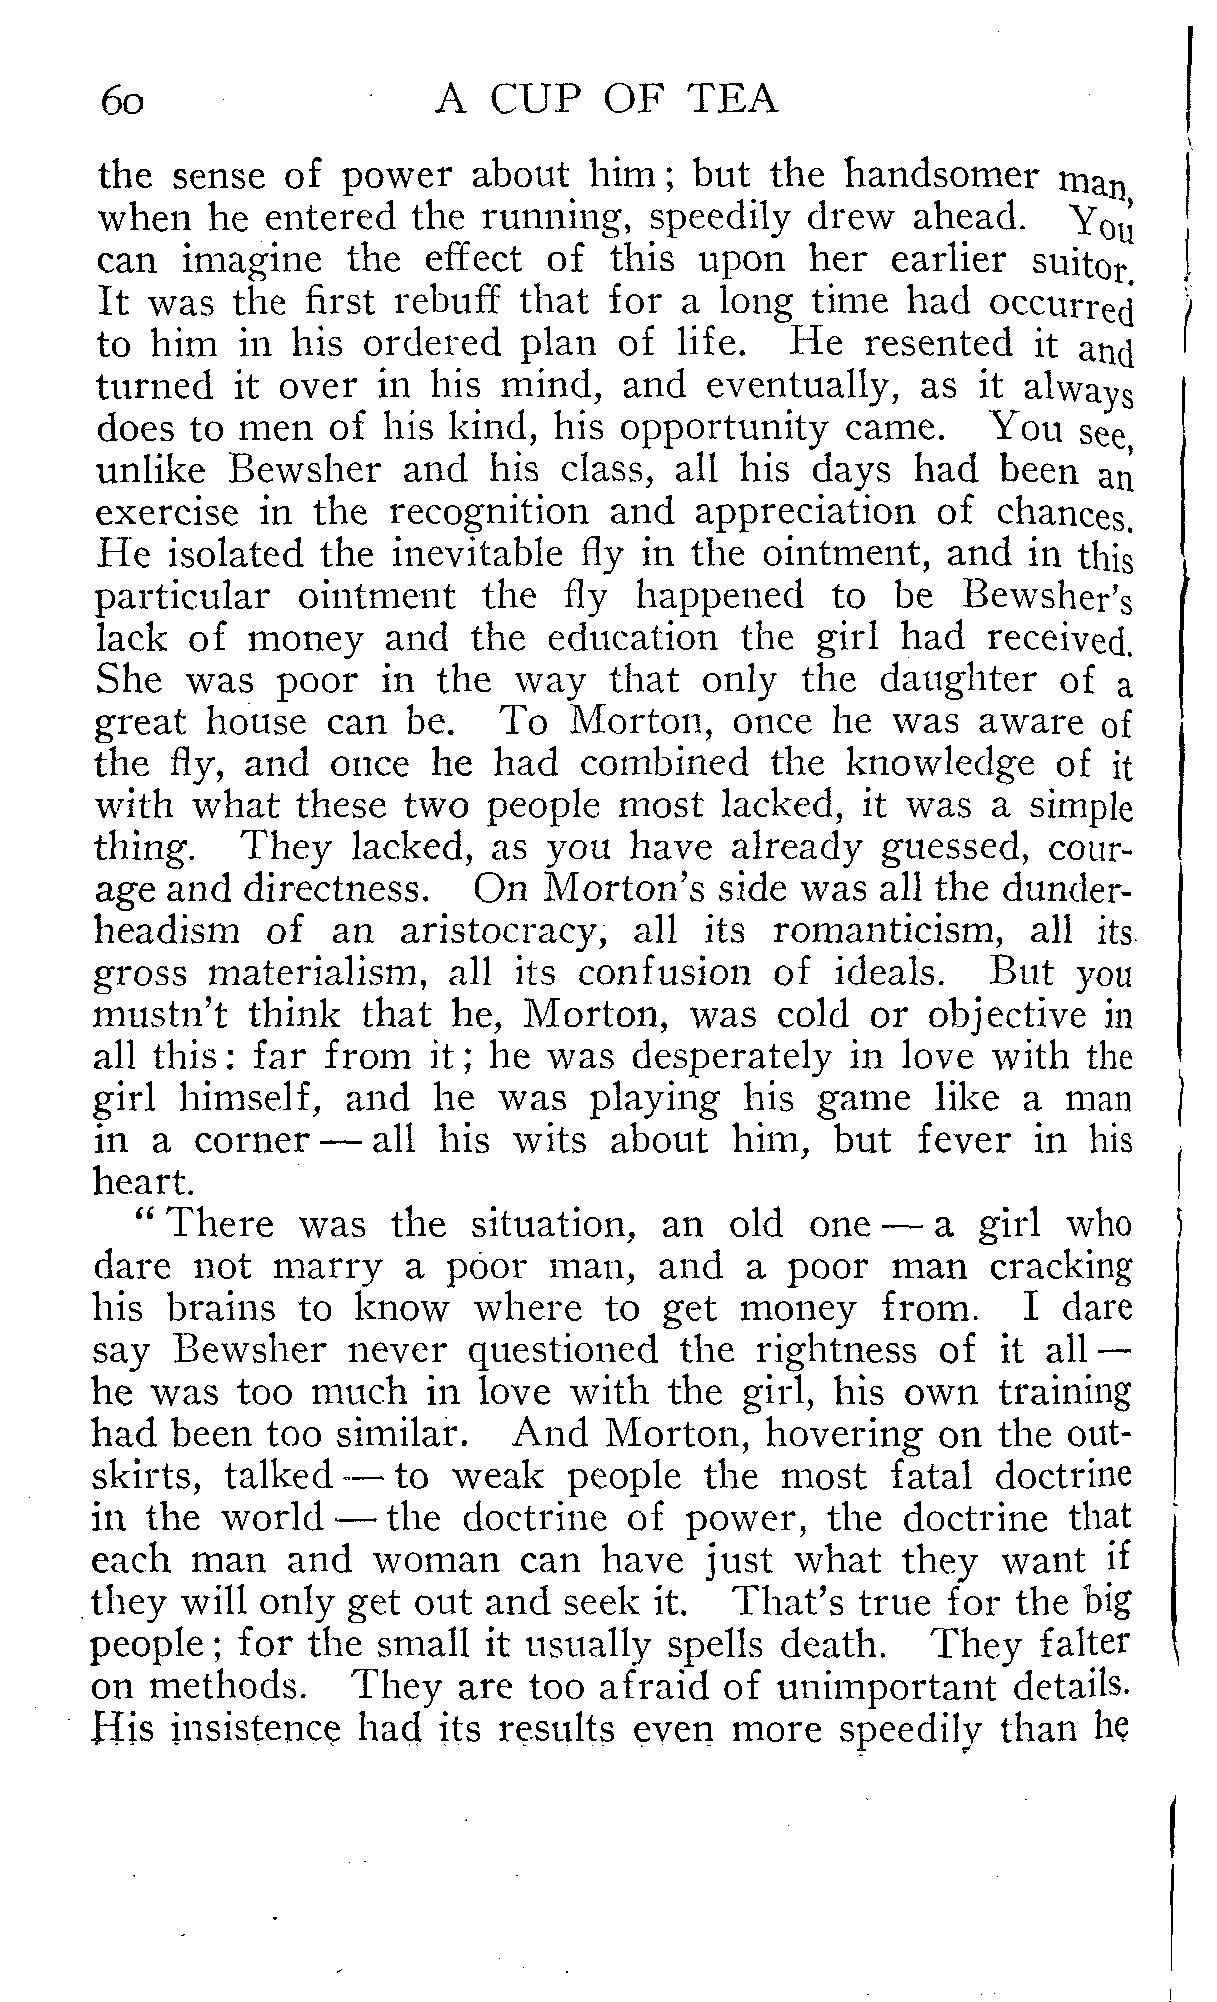 60 A CUP OF TEA
the sense of power about him; but the handsomer man,
when he entered the running, speedily drew ahead. You
can imagine the effect of this upon her earlier suitor.
It was the first rebuff that for a long time had occurred
to him in his ordered plan of life. He resented it and
turned it over in his mind, and eventually, as it always
does to men of his kind, his opportunity came. You see,
unlike Bewsher and his class, all his days had been an
exercise in the recognition and appreciation of chances.
He isolated the inevitable fly in the ointment, and in this
particular ointment the fly happened to be Bewsher's
lack of money and the education the girl had received.
She was poor in the way that only the daughter of a
great house can be. To Morton, once he was aware of
the fly, and once he had combined the knowledge of it
with what these two people most lacked, it was a simple
thing. They lacked, as you have already guessed, cour-
age and directness. On Morton's side was all the dunder-
headism of an aristocracy, all its romanticism, all its
gross materialism, all its confusion of ideals. But you
mustn't think that he, Morton, was cold or objective in
all this: far from it; he was desperately in love with the
girl himself, and he was playing his game like a man
in a corner — all his wits about him, but fever in his
heart.
"There was the situation, an old one — a girl who
dare not marry a poor man, and a poor man cracking
his brains to know where to get money from. I dare
say Bewsher never questioned the rightness of it all —
he was too much in love with the girl, his own training
had been too similar. And Morton, hovering on the out-
skirts, talked — to weak people the most fatal doctrine
in the world — the doctrine of power, the doctrine that
each man and woman can have just what they want if
they will only get out and seek it. That's true for the big
people; for the small it usually spells death. They falter
on methods. They are too afraid of unimportant details.
His insistence had its results even more speedily than he